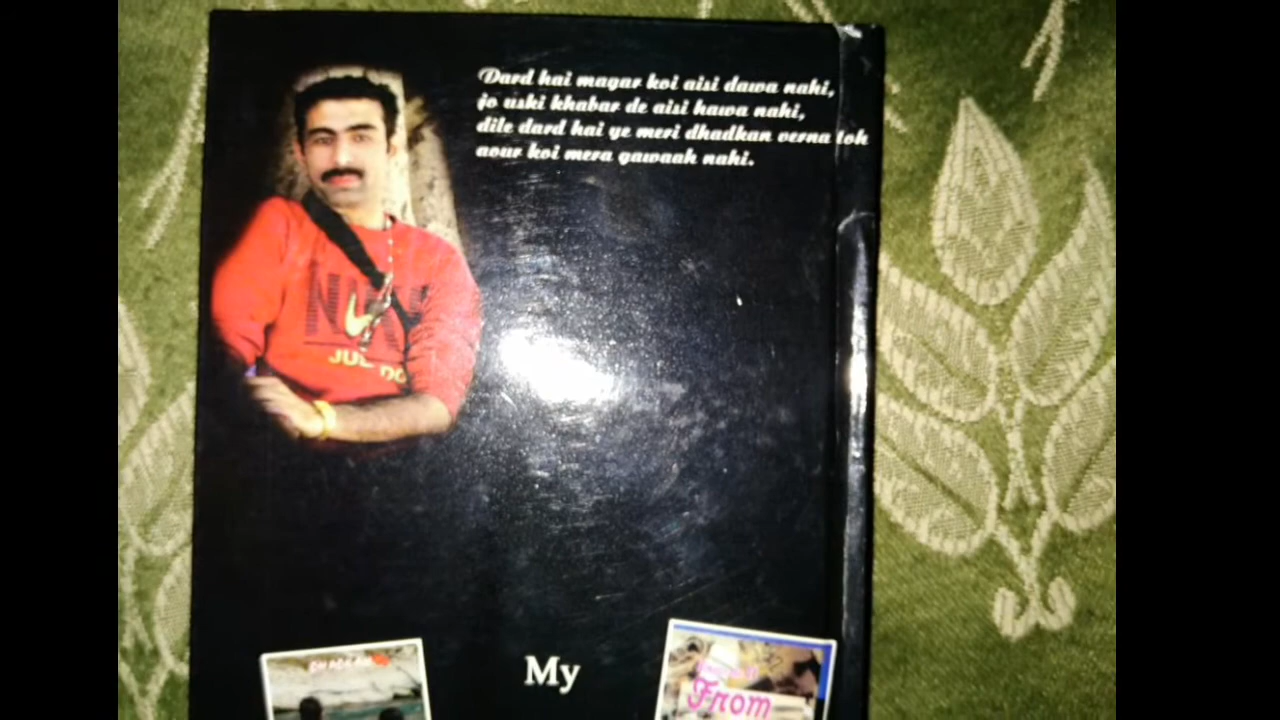 Dard hai magar koi aisi dawa nahi,
jo uski khabar de aisi hawa nahi,
dile dard hai ye meri dhadkan verna toh
aour koi mera gawaah nahi.
My
From